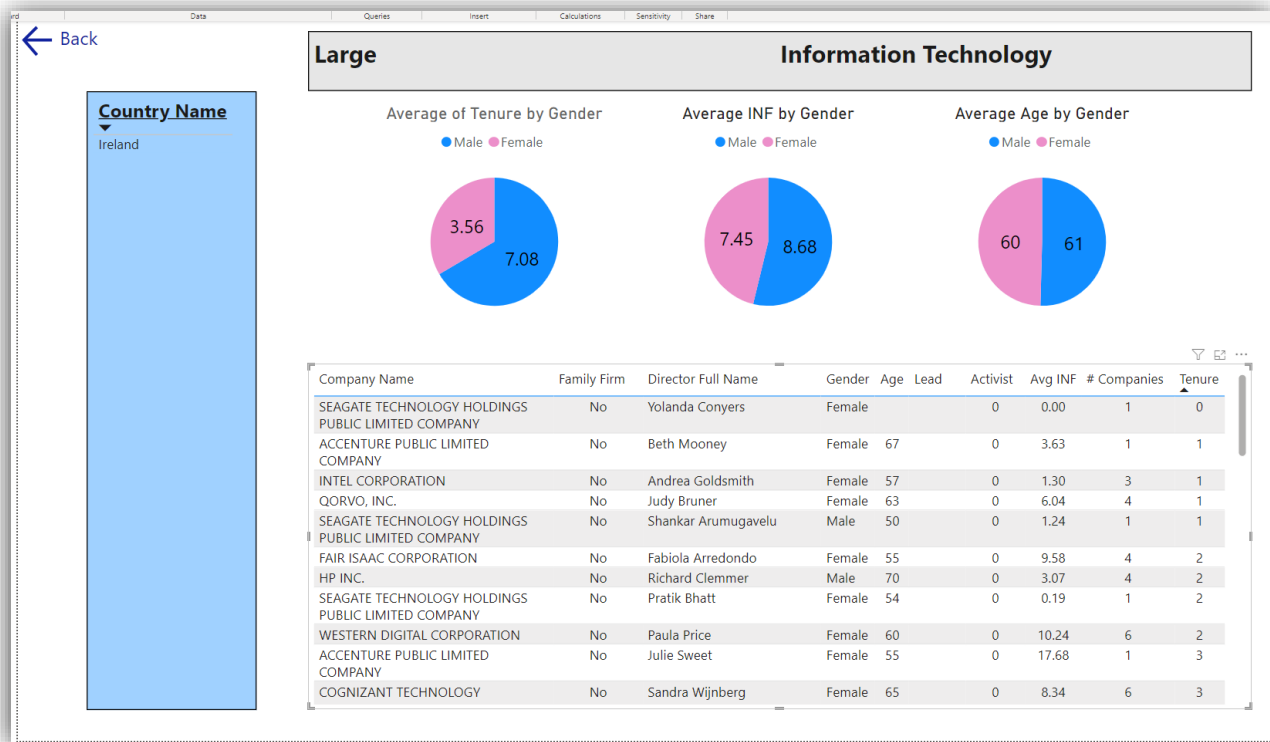 rd Data Queries Insert Calculations Sensitivity Share
Back
Large Information Technology
Country Name
Ireland
Average of Tenure by Gender
Male Female
3.56
7.08
Average INF by Gender
Male Female
7.45
8.68
Average Age by Gender
Male Female
60
61
Company Name Family Firm Director Full Name Gender Age Lead Activist Avg INF # Companies Tenure
SEAGATE TECHNOLOGY HOLDINGS No Yolanda Conyers Female 0 0.00 1 0
PUBLIC LIMITED COMPANY
ACCENTURE PUBLIC LIMITED No Beth Mooney Female 67 0 3.63 1 1
COMPANY
INTEL CORPORATION No Andrea Goldsmith Female 57 0 1.30 3 1
QORVO, INC. No Judy Bruner Female 63 0 6.04 4 1
SEAGATE TECHNOLOGY HOLDINGS No Shankar Arumugavelu Male 50 0 1.24 1 1
PUBLIC LIMITED COMPANY
FAIR ISAAC CORPORATION No Fabiola Arredondo Female 55 0 9.58 4 2
HP INC. No Richard Clemmer Male 70 0 3.07 4 2
SEAGATE TECHNOLOGY HOLDINGS No Pratik Bhatt Female 54 0 0.19 1 2
PUBLIC LIMITED COMPANY
WESTERN DIGITAL CORPORATION No Paula Price Female 60 0 10.24 6 2
ACCENTURE PUBLIC LIMITED No Julie Sweet Female 55 0 17.68 1 3
COMPANY
COGNIZANT TECHNOLOGY No Sandra Wijnberg Female 65 0 8.34 6 3